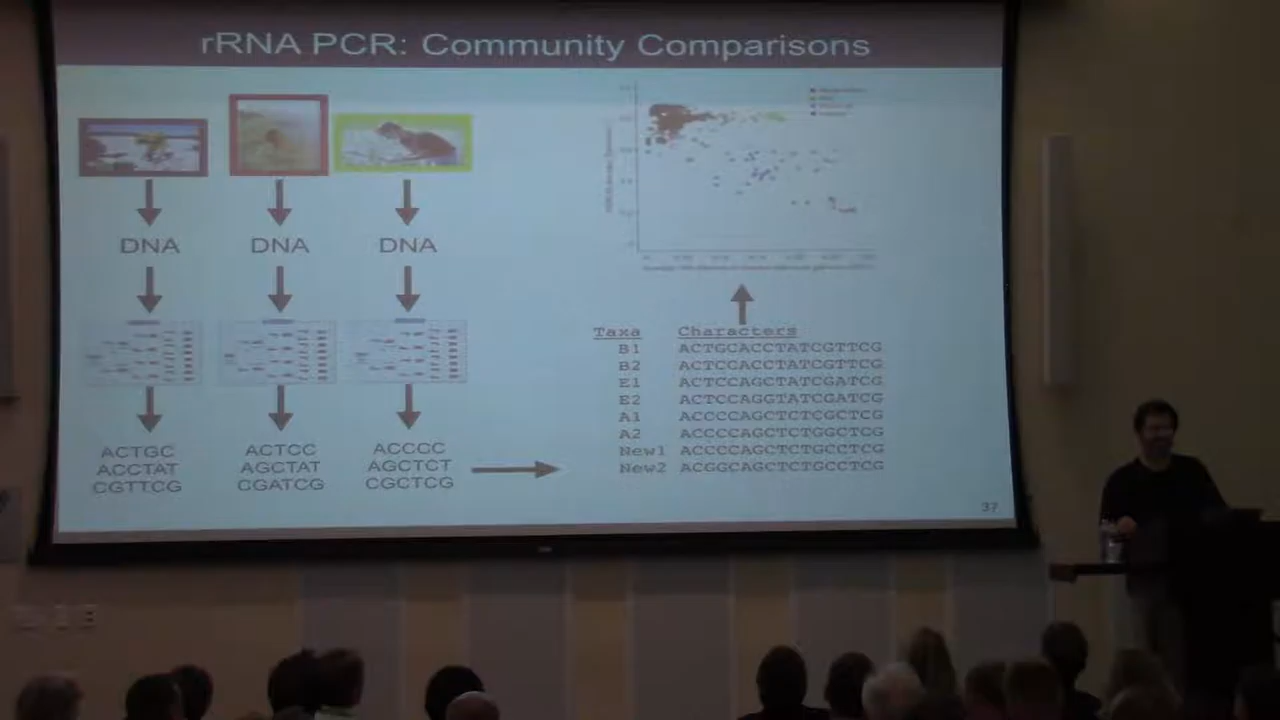 rRNA PCR: Community Comparisons
DNA DNA DNA
ACTGC ACTCC ACCCC
ACCTAT AGCTAT AGCTCT
CGTTCG CGATCG CGCTCG
Taxa Characters
B1 ACTGCACCTATCGTTCG
B2 ACTCCACCTATCGTTCG
E1 ACTCCAGCTATCGATCG
E2 ACTCCAGGTATCGATCG
A1 ACCCCAGCTCTCGCTCG
A2 ACCCCAGCTCTGGCTCG
New1 ACCCCAGCTCTGCCTCG
New2 ACGGCAGCTCTGCCTCG
37